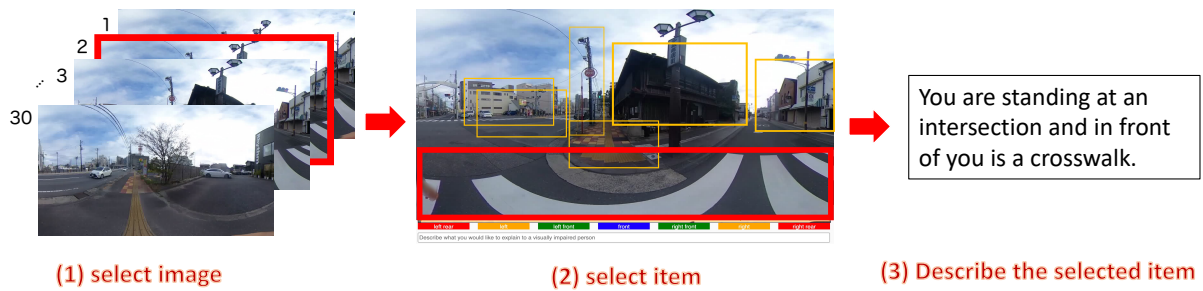 1
2
3
30
You are standing at an
intersection and in front
of you is a crosswalk.
left rear
left
left front
front
right front
right
right rear
Describe what you would like to explain to a visually impaired person
(1) select image
(2) select item
(3) Describe the selected item